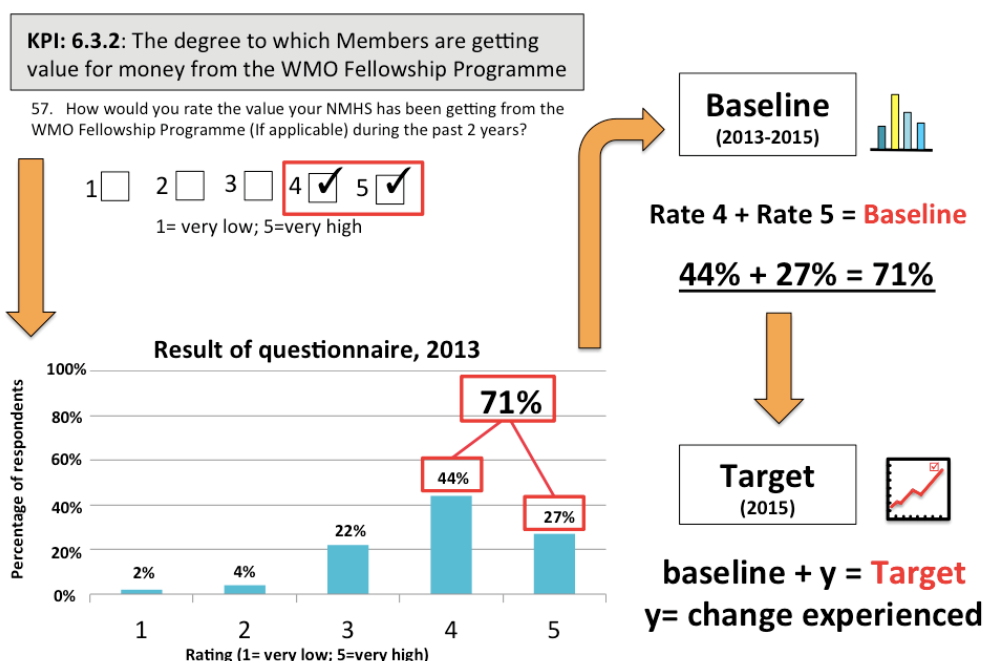 KPI: 6.3.2: The degree to which Members are getting
value for money from the WMO Fellowship Programme
57. How would you rate the value your NMHS has been getting from the
WMO Fellowship Programme (If applicable) during the past 2 years?
1 2 3 4 5
1= very low; 5=very high
Result of questionnaire, 2013
Percentage of respondents
100%
80%
60%
40%
20%
0%
71%
2%
4%
22%
44%
27%
1 2 3 4 5
Rating (1= very low; 5=very high)
Baseline
(2013-2015)
Rate 4 + Rate 5 = Baseline
44% + 27% = 71%
Target
(2015)
baseline + y = Target
y= change experienced